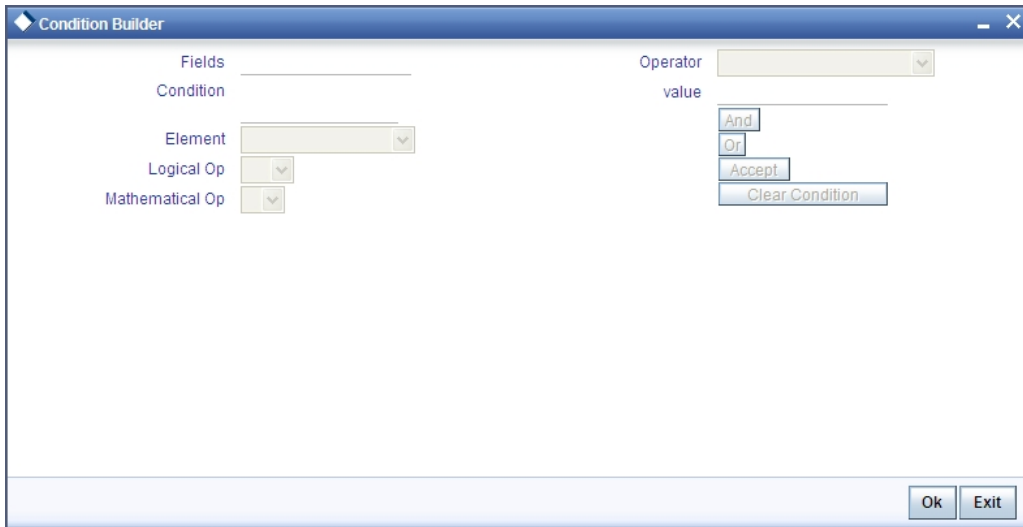 Condition Builder
Fields
Operator
Condition
value
And
Element
Or
Logical Op
Accept
Mathematical Op
Clear Condition
Ok
Exit